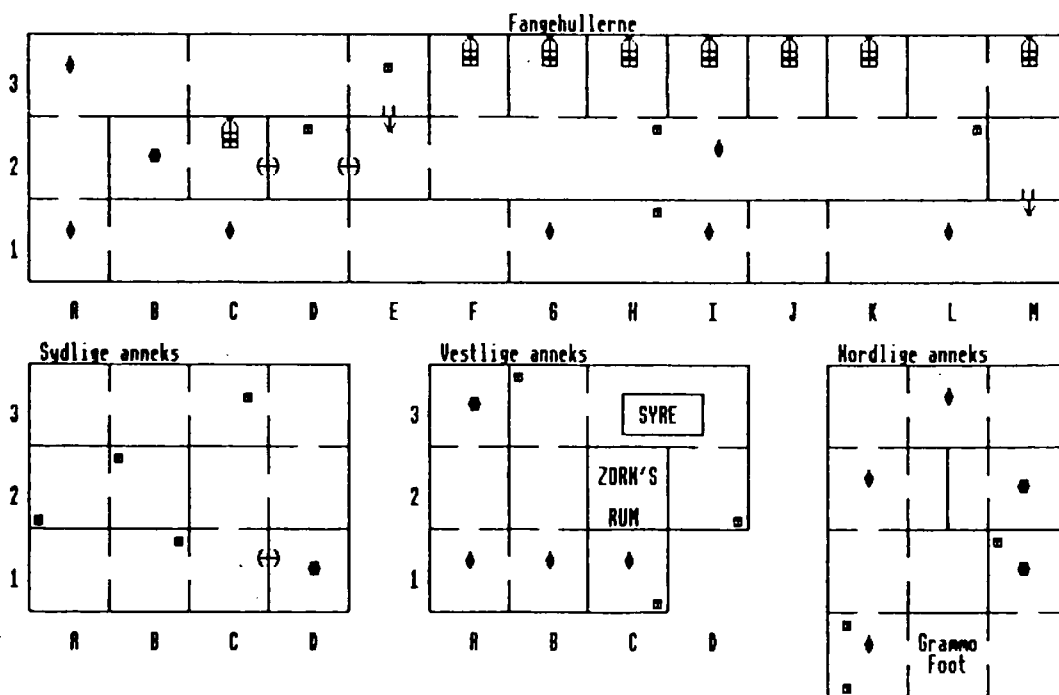 Fangehullerne
3
2
1
A B C D E F G H I J K L M
Sydlige anneks
Vestlige anneks
Nordlige anneks
3
2
1
3
2
1
SYRE
ZORK'S
RUM
A B C D
A B C D
Grammo
Foot